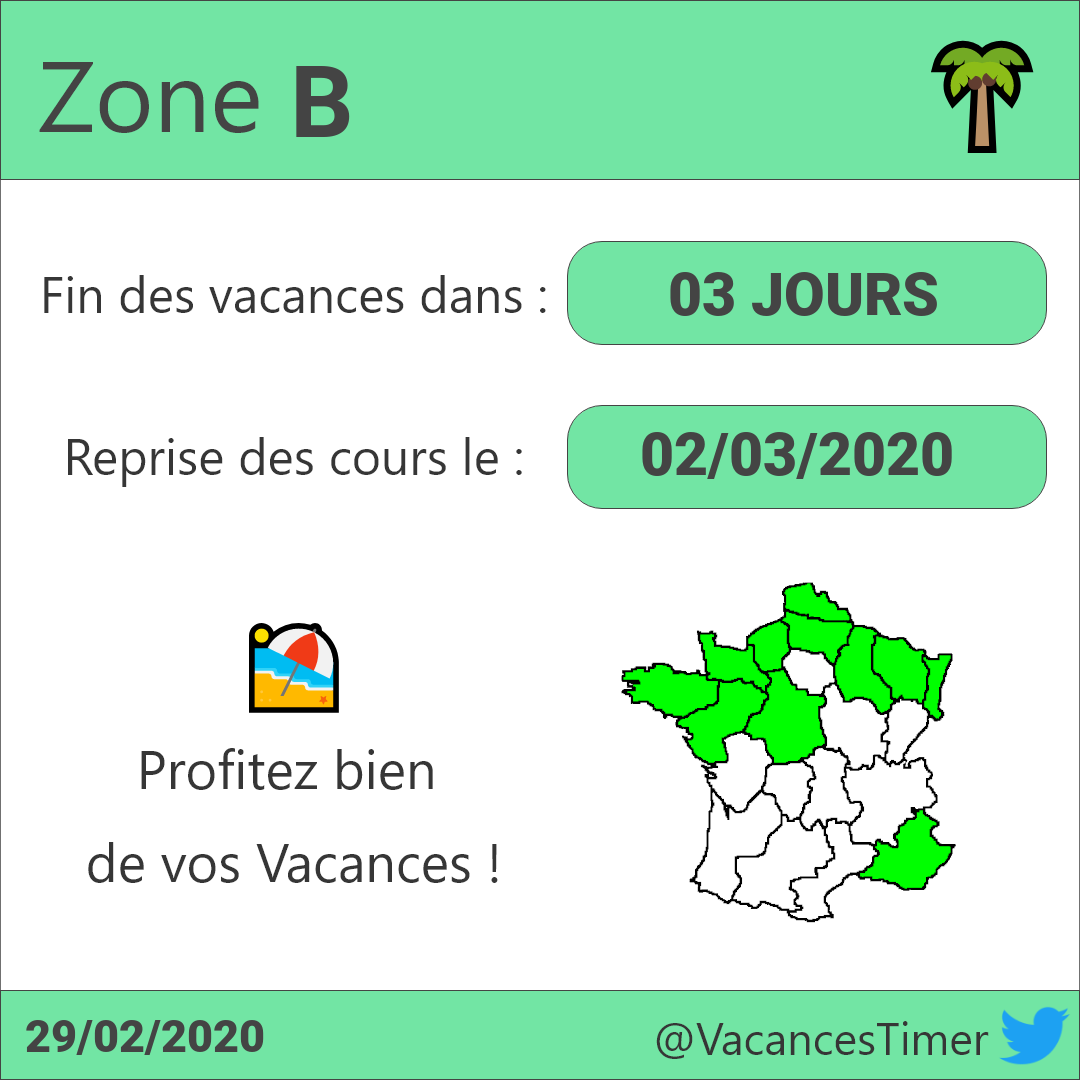 Zone B
Fin des vacances dans : 03 JOURS
Reprise des cours le : 02/03/2020
Profitez bien
de vos Vacances !
29/02/2020 @VacancesTimer